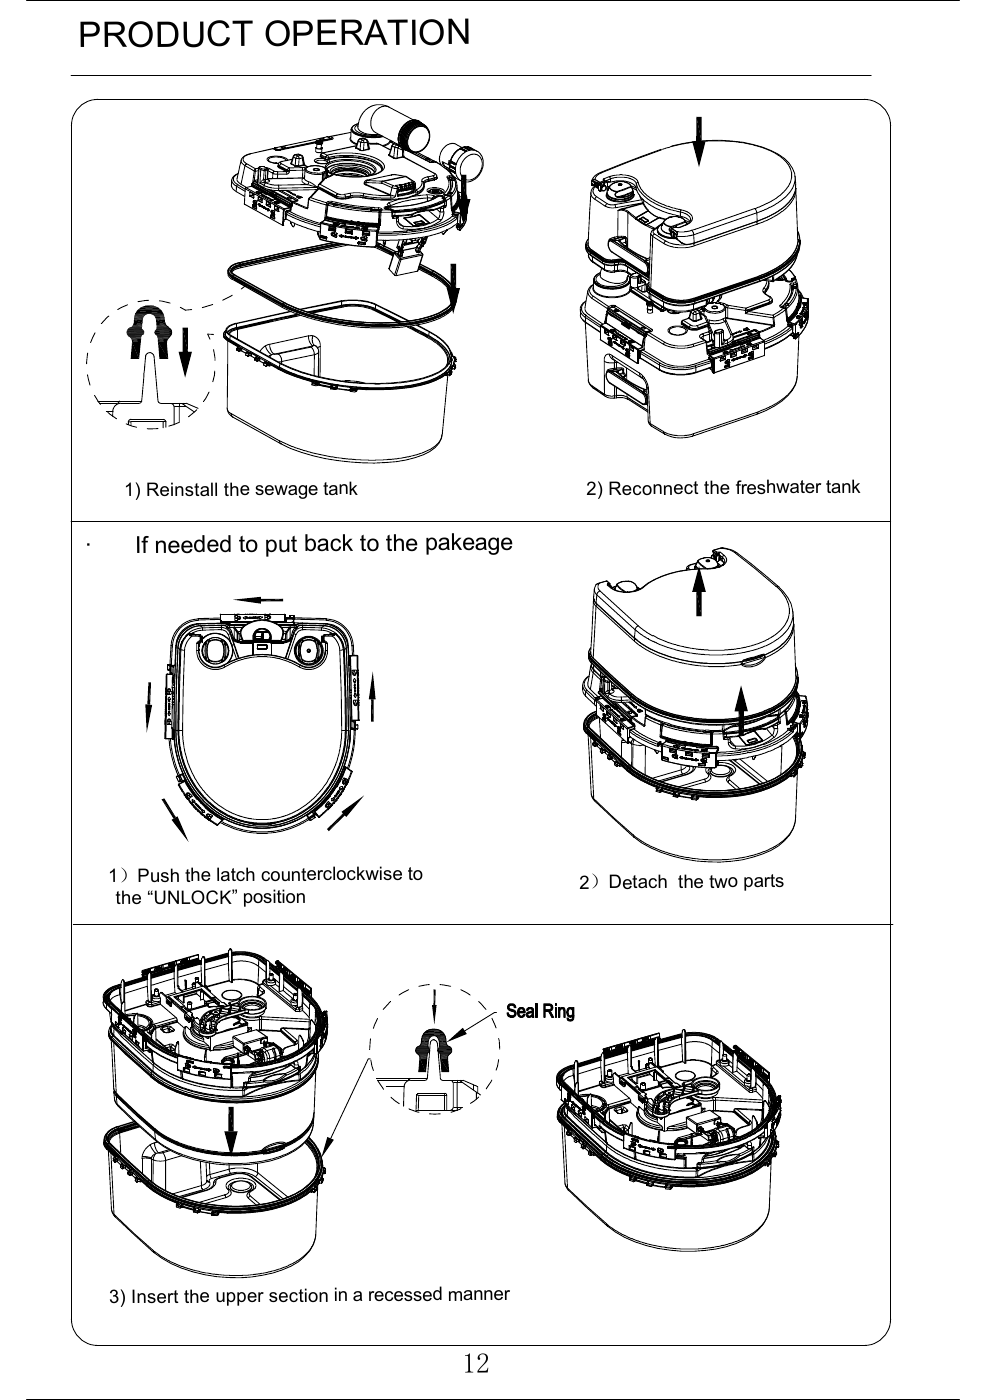 PRODUCT OPERATION
1) Reinstall the sewage tank
2) Reconnect the freshwater tank
· If needed to put back to the pakeage
1）Push the latch counterclockwise to
the “UNLOCK” position
2）Detach the two parts
Seal Ring
3) Insert the upper section in a recessed manner
12